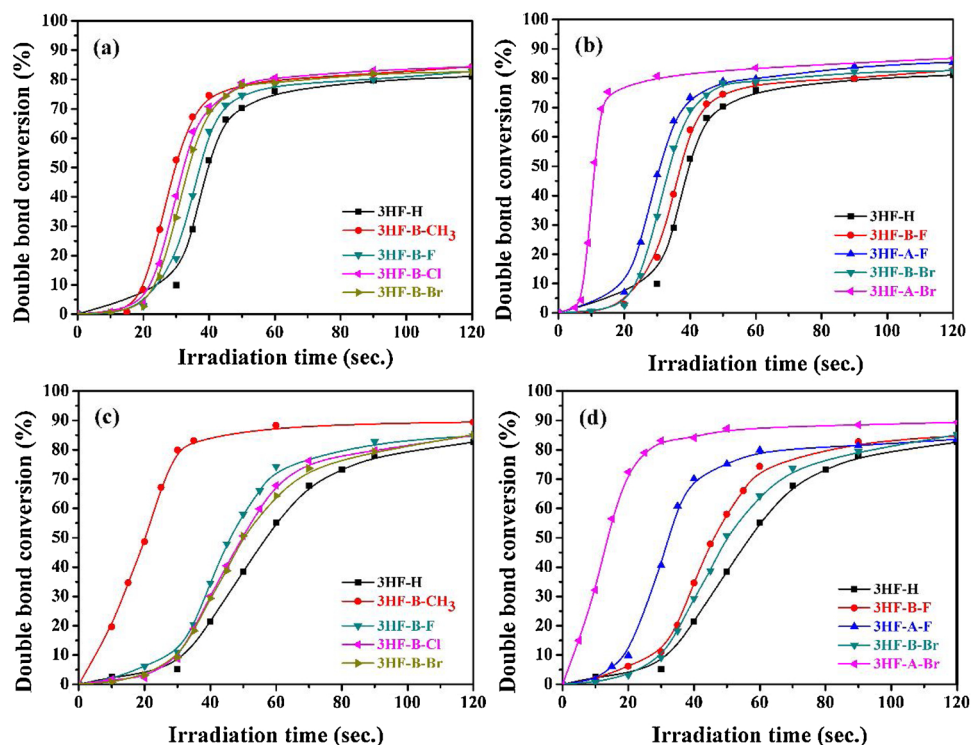 (a)
Double bond conversion (%)
100
90
80
70
60
50
40
30
20
10
0
3HF-H
3HF-B-CH3
3HF-B-F
3HF-B-Cl
3HF-B-Br
0 20 40 60 80 100 120
Irradiation time (sec.)
(b)
Double bond conversion (%)
100
90
80
70
60
50
40
30
20
10
0
3HF-H
3HF-B-F
3HF-A-F
3HF-B-Br
3HF-A-Br
0 20 40 60 80 100 120
Irradiation time (sec.)
(c)
Double bond conversion (%)
100
90
80
70
60
50
40
30
20
10
0
3HF-H
3HF-B-CH3
3HF-B-F
3HF-B-Cl
3HF-B-Br
0 20 40 60 80 100 120
Irradiation time (sec.)
(d)
Double bond conversion (%)
100
90
80
70
60
50
40
30
20
10
0
3HF-H
3HF-B-F
3HF-A-F
3HF-B-Br
3HF-A-Br
0 20 40 60 80 100 120
Irradiation time (sec.)